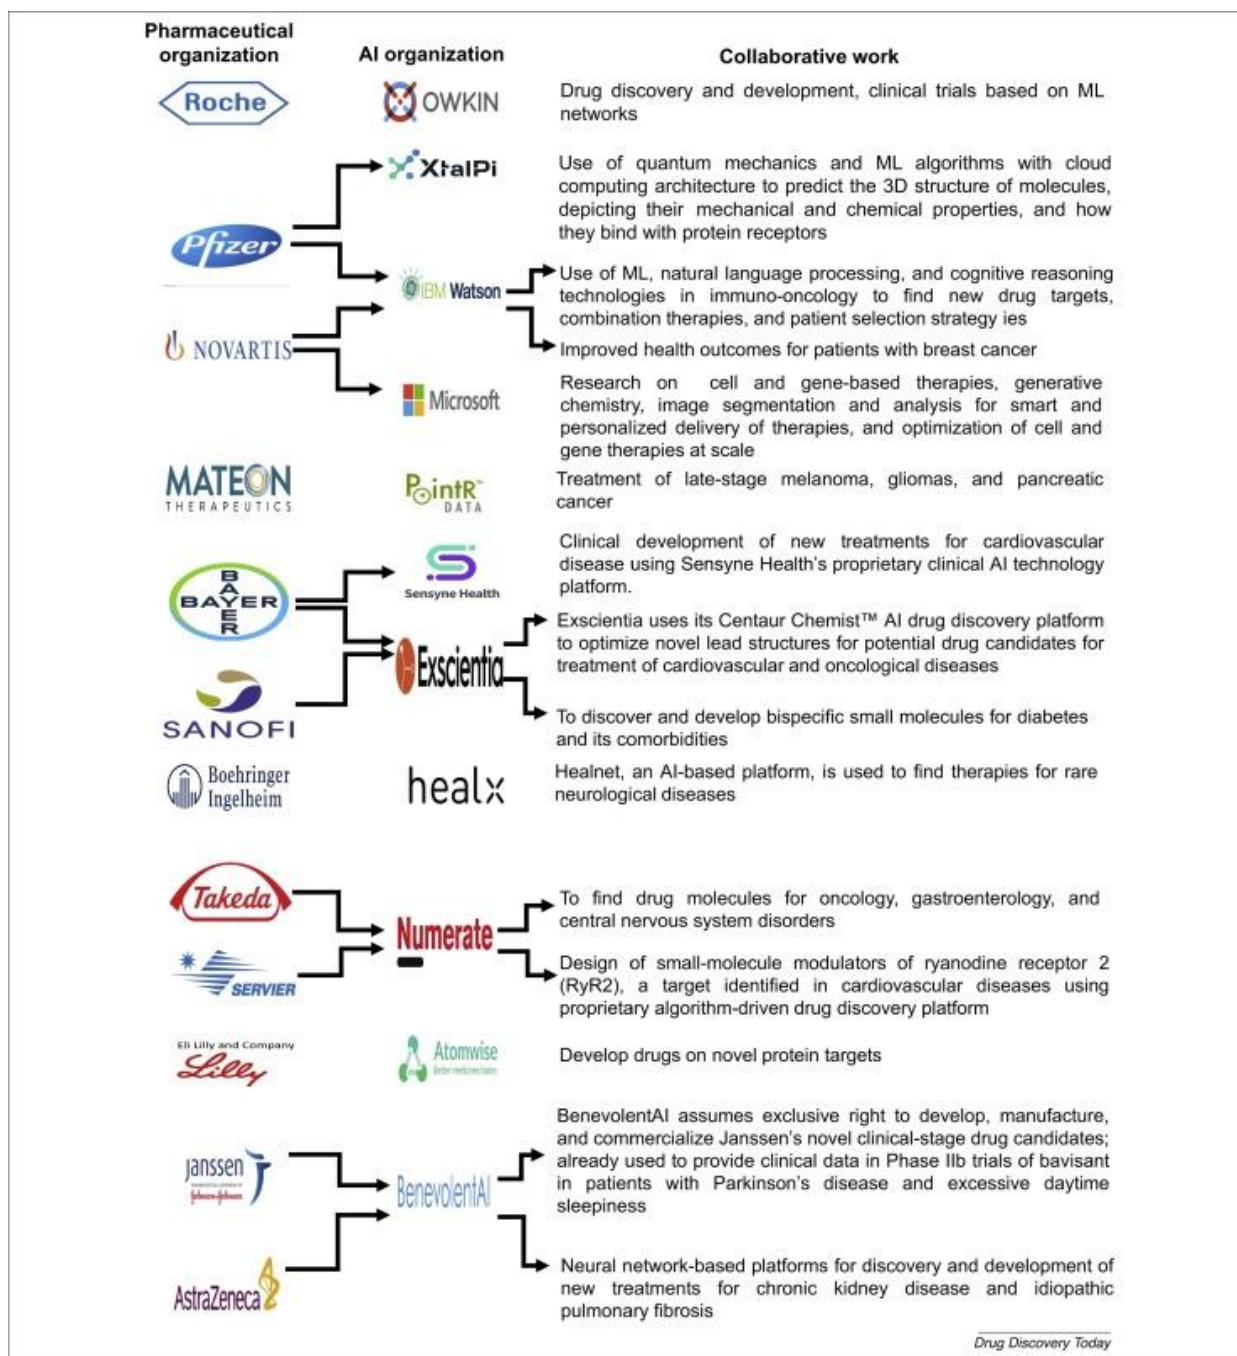 Pharmaceutical
organization
AI organization
Collaborative work
Roche
OWKIN
Drug discovery and development, clinical trials based on ML
networks
XtalPi
Use of quantum mechanics and ML algorithms with cloud
computing architecture to predict the 3D structure of molecules,
depicting their mechanical and chemical properties, and how
they bind with protein receptors
Pfizer
IBM Watson
Use of ML, natural language processing, and cognitive reasoning
technologies in immuno-oncology to find new drug targets,
combination therapies, and patient selection strategy ies
NOVARTIS
Improved health outcomes for patients with breast cancer
Microsoft
Research on cell and gene-based therapies, generative
chemistry, image segmentation and analysis for smart and
personalized delivery of therapies, and optimization of cell and
gene therapies at scale
MATEON
THERAPEUTICS
PointR™
DATA
Treatment of late-stage melanoma, gliomas, and pancreatic
cancer
BAYER
BAYER
Sensyne Health
Clinical development of new treatments for cardiovascular
disease using Sensyne Health's proprietary clinical AI technology
platform.
Exscientia
Exscientia uses its Centaur Chemist™ AI drug discovery platform
to optimize novel lead structures for potential drug candidates for
treatment of cardiovascular and oncological diseases
SANOFI
To discover and develop bispecific small molecules for diabetes
and its comorbidities
Boehringer
Ingelheim
healx
Healnet, an AI-based platform, is used to find therapies for rare
neurological diseases
Takeda
Numerate
To find drug molecules for oncology, gastroenterology, and
central nervous system disorders
SERVIER
Design of small-molecule modulators of ryanodine receptor 2
(RyR2), a target identified in cardiovascular diseases using
proprietary algorithm-driven drug discovery platform
Eli Lilly and Company
Lilly
Atomwise
Better medicines faster
Develop drugs on novel protein targets
janssen
Johnson-Johnson
BenevolentAI
BenevolentAI assumes exclusive right to develop, manufacture,
and commercialize Janssen's novel clinical-stage drug candidates;
already used to provide clinical data in Phase IIb trials of bavisant
in patients with Parkinson's disease and excessive daytime
sleepiness
AstraZeneca
Neural network-based platforms for discovery and development of
new treatments for chronic kidney disease and idiopathic
pulmonary fibrosis
Drug Discovery Today